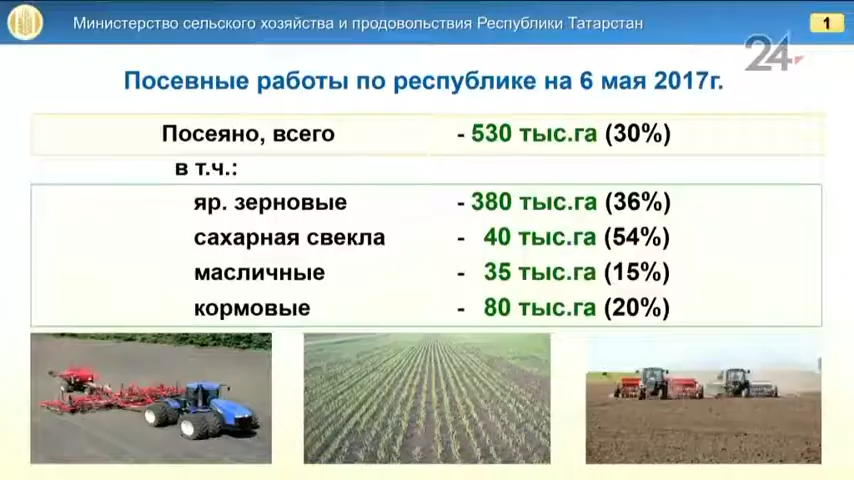 Министерство сельского хозяйства и продовольствия Республики Татарстан
1
24
Посевные работы по республике на 6 мая 2017г.
Посеяно, всего - 530 тыс.га (30%)
в т.ч.:
яр. зерновые - 380 тыс.га (36%)
сахарная свекла - 40 тыс.га (54%)
масличные - 35 тыс.га (15%)
кормовые - 80 тыс.га (20%)